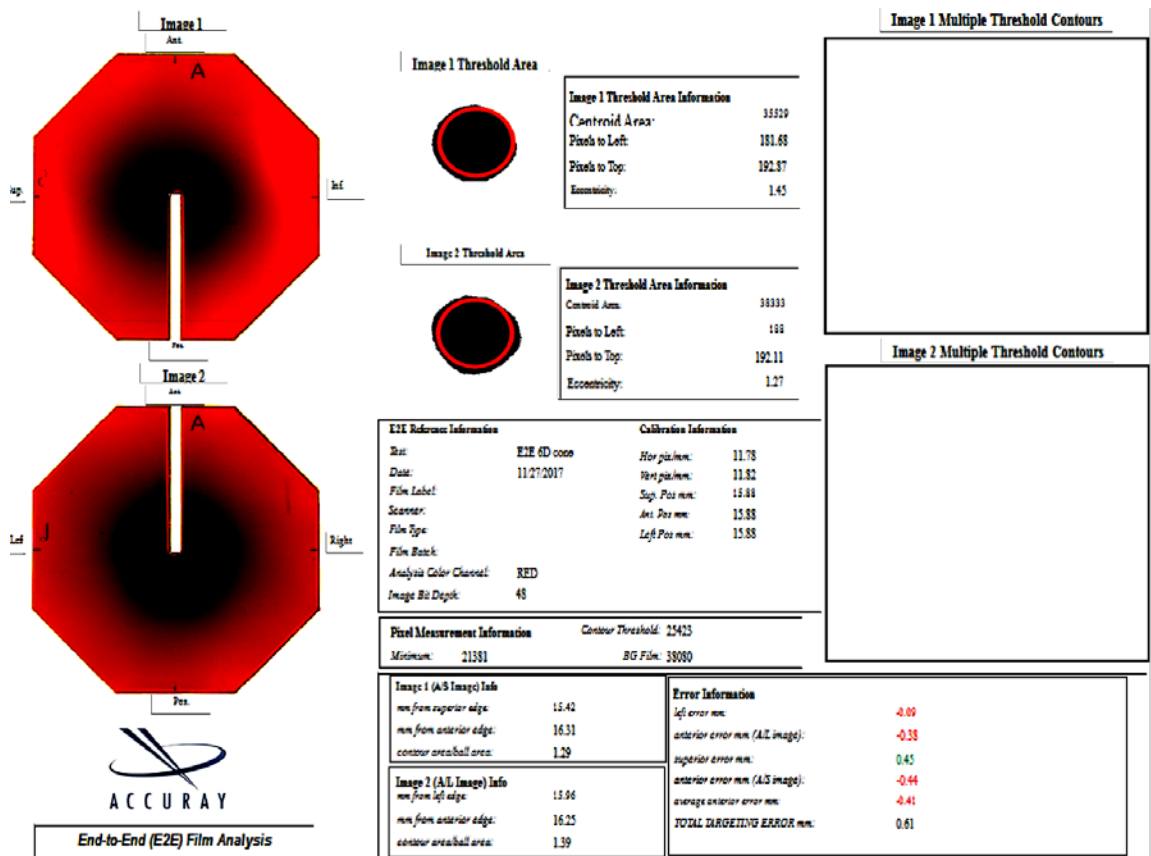 Image 1
Ant.
A
Sup.
Inf.
Pos.
Image 2
Ant.
A
Lef
Right
Pos.
ACCURAY
End-to-End (E2E) Film Analysis
Image 1 Threshold Area
Image 1 Threshold Area Information
Centroid Area: 35529
Pixels to Left: 181.68
Pixels to Top: 192.87
Eccentricity: 1.45
Image 2 Threshold Area
Image 2 Threshold Area Information
Centroid Area: 38333
Pixels to Left: 188
Pixels to Top: 192.11
Eccentricity: 1.27
Image 1 Multiple Threshold Contours
Image 2 Multiple Threshold Contours
E2E Reference Information
Test: E2E 6D cone
Date: 11/27/2017
Film Label:
Scanner:
Film Type:
Film Batch:
Analysis Color Channel: RED
Image Bit Depth: 48
Calibration Information
Hor pix/mm: 11.78
Vert pix/mm: 11.82
Sup. Pos mm: 15.88
Ant. Pos mm: 15.88
Left Pos mm: 15.88
Pixel Measurement Information
Contour Threshold: 25423
Minimum: 21381
BG Film: 38080
Image 1 (A/S Image) Info
mm from superior edge: 15.42
mm from anterior edge: 16.31
contour area/ball area: 1.29
Image 2 (A/L Image) Info
mm from left edge: 15.96
mm from anterior edge: 16.25
contour area/ball area: 1.39
Error Information
left error mm: -0.09
anterior error mm (A/L image): -0.38
superior error mm: 0.45
anterior error mm (A/S image): -0.44
average anterior error mm: -0.41
TOTAL TARGETING ERROR mm: 0.61